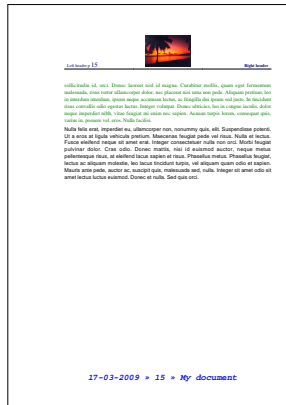 Left header p 15 Right header
sollicitudin id, orci. Donec laoreet nisl id magna. Curabitur mollis, quam eget fermentum
malesuada, risus tortor ullamcorper dolor, nec placerat nisi urna non pede. Aliquam pretium, leo
in interdum interdum, ipsum neque accumsan lectus, ac fringilla dui ipsum sed justo. In tincidunt
risus convallis odio egestas luctus. Integer volutpat. Donec ultricies, leo in congue iaculis, dolor
neque imperdiet nibh, vitae feugiat mi enim nec sapien. Aenean turpis lorem, consequat quis,
varius in, posuere vel, eros. Nulla facilisi.
Nulla felis erat, imperdiet eu, ullamcorper non, nonummy quis, elit. Suspendisse potenti.
Ut a eros at ligula vehicula pretium. Maecenas feugiat pede vel risus. Nulla et lectus.
Fusce eleifend neque sit amet erat. Integer consectetuer nulla non orci. Morbi feugiat
pulvinar dolor. Cras odio. Donec mattis, nisi id euismod auctor, neque metus
pellentesque risus, at eleifend lacus sapien et risus. Phasellus metus. Phasellus feugiat,
lectus ac aliquam molestie, leo lacus tincidunt turpis, vel aliquam quam odio et sapien.
Mauris ante pede, auctor ac, suscipit quis, malesuada sed, nulla. Integer sit amet odio sit
amet lectus luctus euismod. Donec et nulla. Sed quis orci.
17-03-2009 » 15 » My document